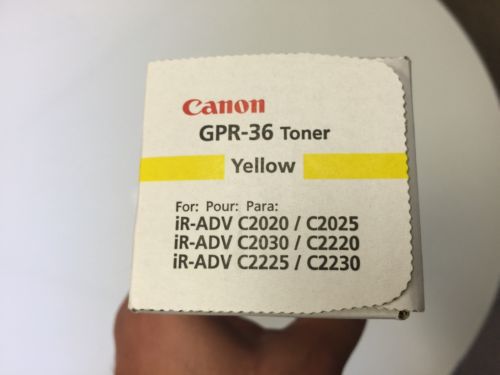 Canon
GPR-36 Toner
Yellow
For: Pour: Para:
iR-ADV C2020 / C2025
iR-ADV C2030 / C2220
iR-ADV C2225 / C2230